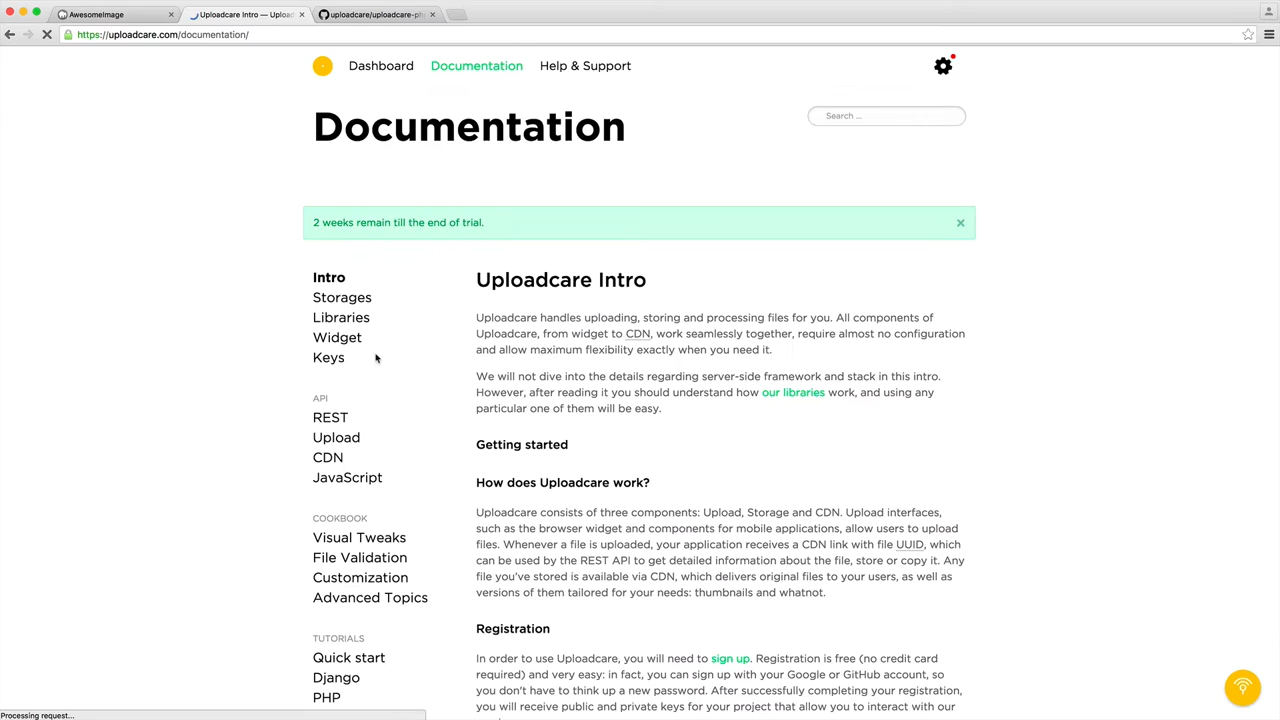 AwesomeImage
Uploadcare Intro — Upload
uploadcare/uploadcare-ph
https://uploadcare.com/documentation/
Dashboard Documentation Help & Support
Documentation
Search ...
2 weeks remain till the end of trial.
Intro
Storages
Libraries
Widget
Keys
API
REST
Upload
CDN
JavaScript
COOKBOOK
Visual Tweaks
File Validation
Customization
Advanced Topics
TUTORIALS
Quick start
Django
PHP
Uploadcare Intro
Uploadcare handles uploading, storing and processing files for you. All components of
Uploadcare, from widget to CDN, work seamlessly together, require almost no configuration
and allow maximum flexibility exactly when you need it.
We will not dive into the details regarding server-side framework and stack in this intro.
However, after reading it you should understand how our libraries work, and using any
particular one of them will be easy.
Getting started
How does Uploadcare work?
Uploadcare consists of three components: Upload, Storage and CDN. Upload interfaces,
such as the browser widget and components for mobile applications, allow users to upload
files. Whenever a file is uploaded, your application receives a CDN link with file UUID, which
can be used by the REST API to get detailed information about the file, store or copy it. Any
file you've stored is available via CDN, which delivers original files to your users, as well as
versions of them tailored for your needs: thumbnails and whatnot.
Registration
In order to use Uploadcare, you will need to sign up. Registration is free (no credit card
required) and very easy: in fact, you can sign up with your Google or GitHub account, so
you don't have to think up a new password. After successfully completing your registration,
you will receive public and private keys for your project that allow you to interact with our
Processing request...